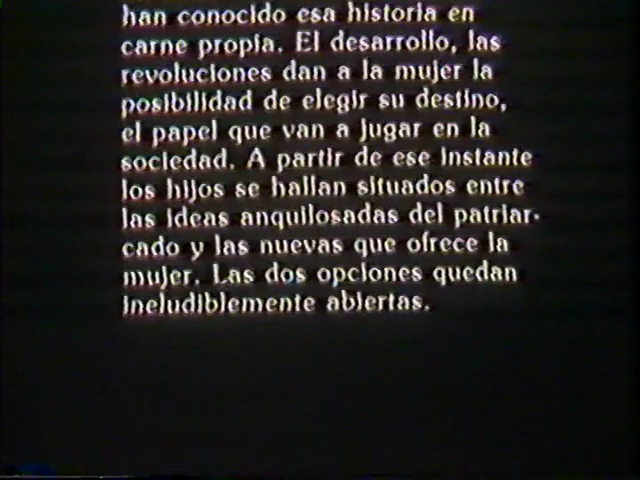 han conocido esa historia en
carne propia. El desarrollo, las
revoluciones dan a la mujer la
posibilidad de elegir su destino,
el papel que van a jugar en la
sociedad. A partir de ese instante
los hijos se hallan situados entre
las ideas anquilosadas del patriar-
cado y las nuevas que ofrece la
mujer. Las dos opciones quedan
ineludiblemente abiertas.